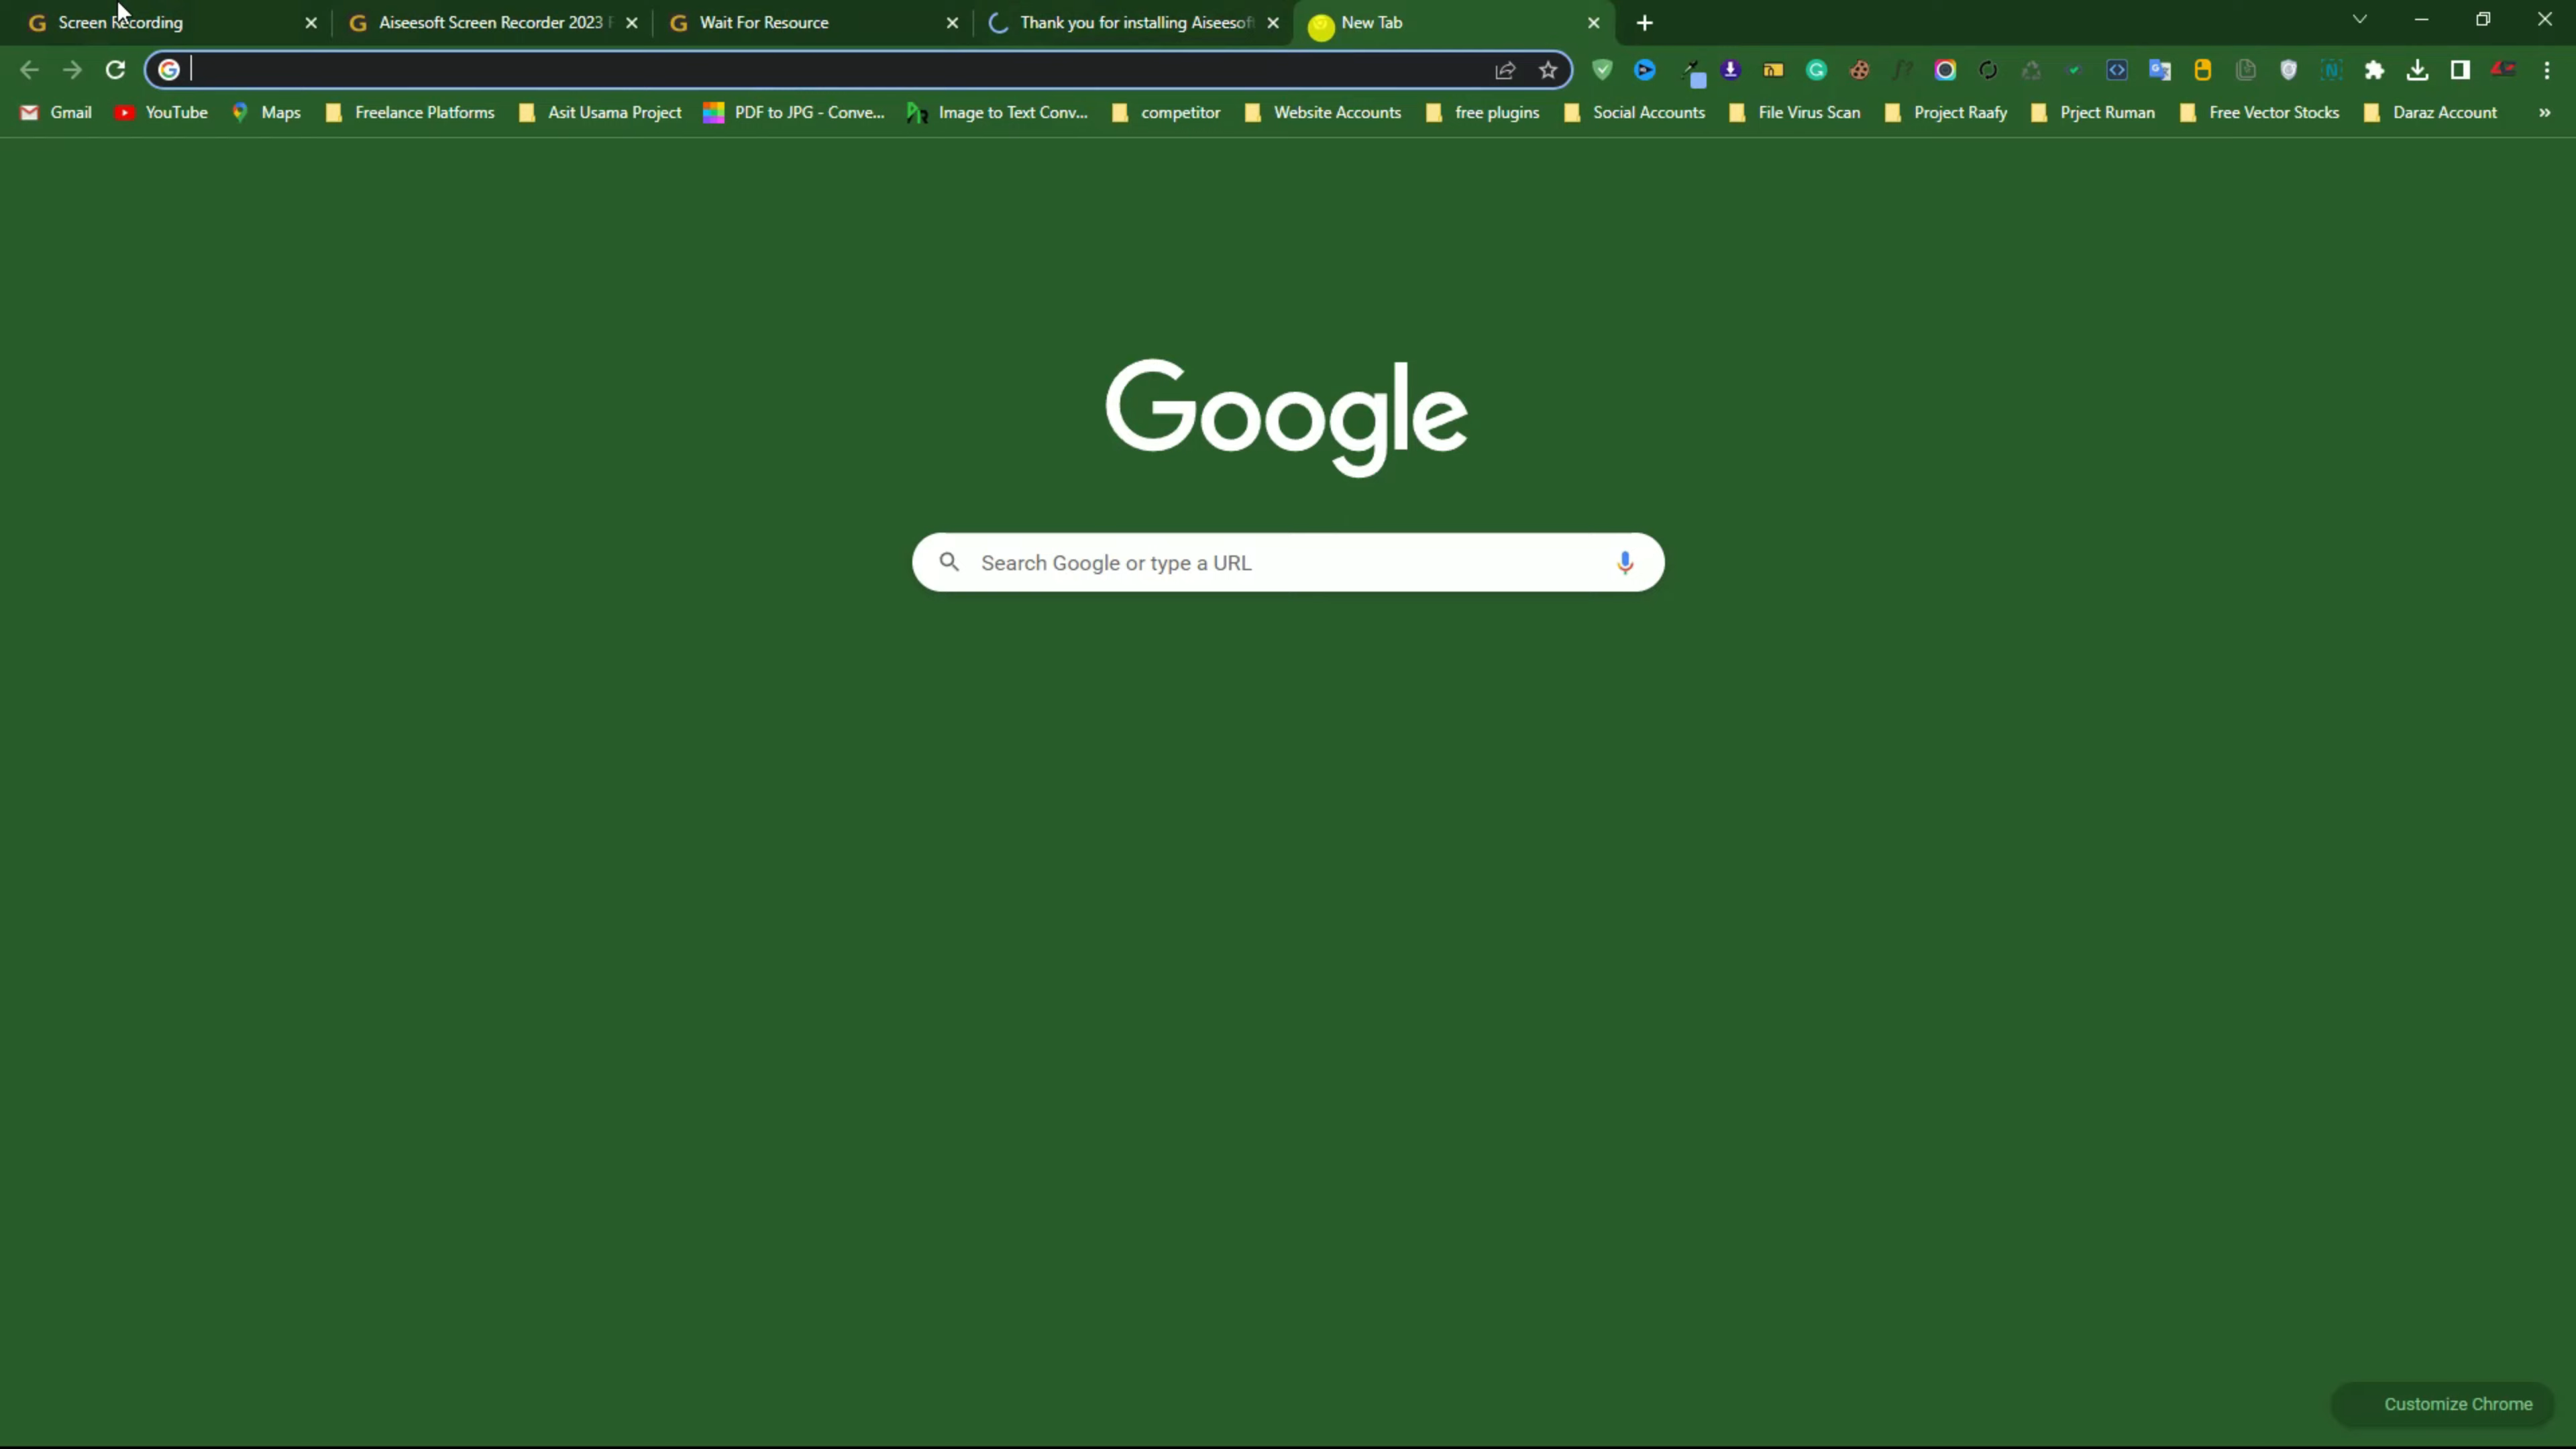 Screen Recording
Aiseesoft Screen Recorder 2023
Wait For Resource
Thank you for installing Aiseesoft
New Tab
Gmail
YouTube
Maps
Freelance Platforms
Asit Usama Project
PDF to JPG - Conve...
Image to Text Conv...
competitor
Website Accounts
free plugins
Social Accounts
File Virus Scan
Project Raafy
Prject Ruman
Free Vector Stocks
Daraz Account
»
Google
Search Google or type a URL
Customize Chrome